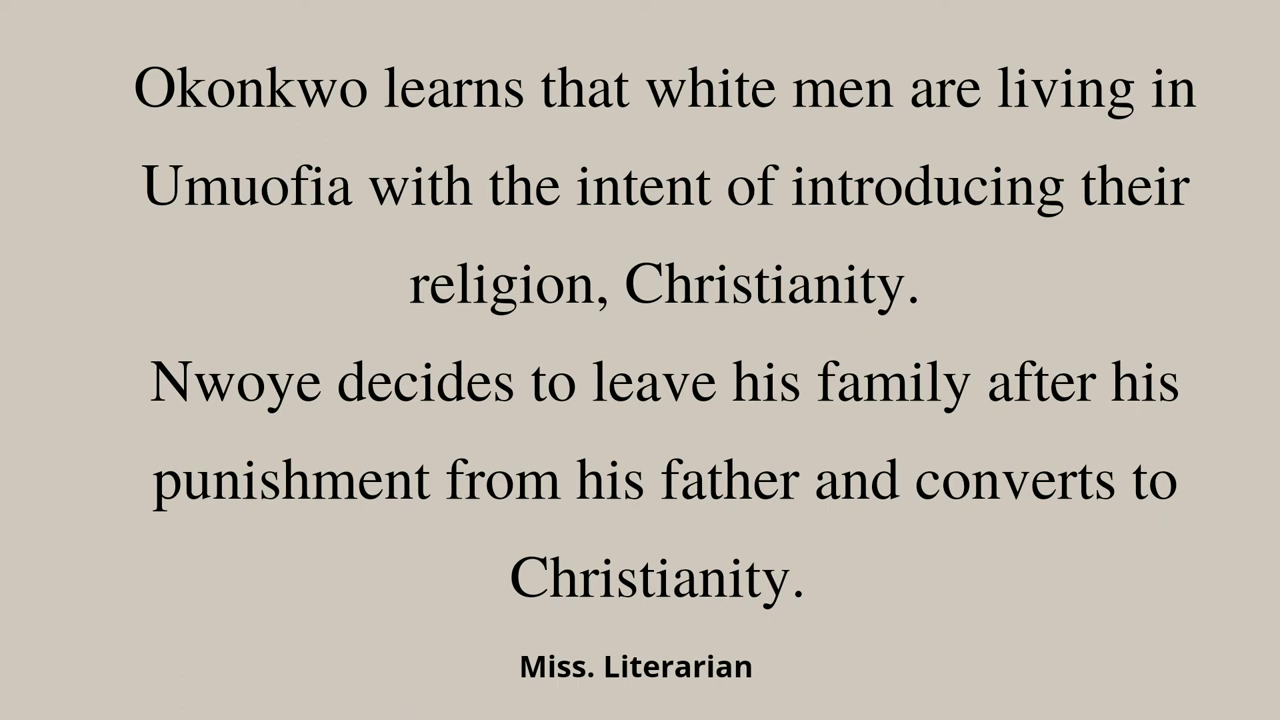 Okonkwo learns that white men are living in
Umuofia with the intent of introducing their
religion, Christianity.
Nwoye decides to leave his family after his
punishment from his father and converts to
Christianity.
Miss. Literarian